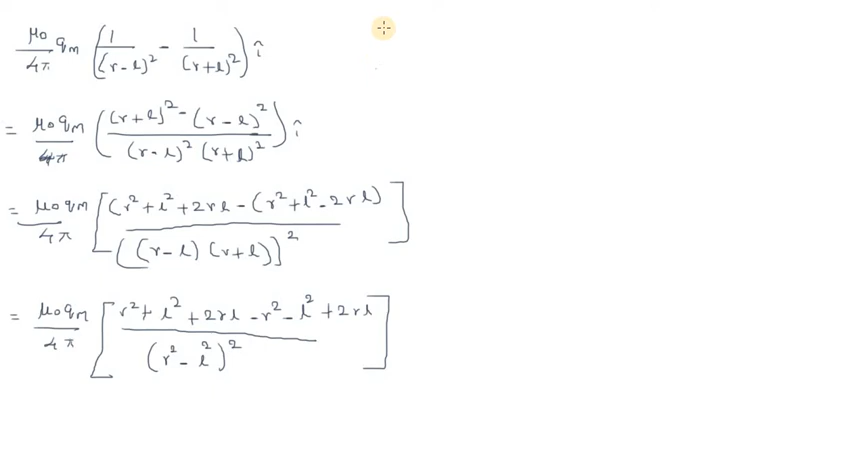 μ₀/4π qₘ (1/(r-l)² - 1/(r+l)²) î
= μ₀qₘ/4π ((r+l)² - (r-l)² / (r-l)² (r+l)²) î
= μ₀qₘ/4π [(r²+l²+2rl - (r²+l²-2rl) / ((r-l)(r+l))²]
= μ₀qₘ/4π [r²+l²+2rl-r²-l²+2rl / (r²-l²)²]